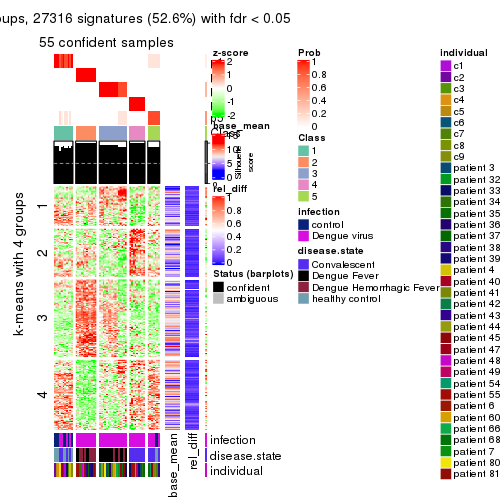 oups, 27316 signatures (52.6%) with fdr < 0.05
55 confident samples
k-means with 4 groups
1
2
3
4
z-score
2
1
0
-1
-2
base_mean
15
10
5
0
rel_diff
1
0.8
0.6
0.4
0.2
0
Status (barplots)
confident
ambiguous
Silhouette
score
Class
Prob
1
0.8
0.6
0.4
0.2
0
Class
1
2
3
4
5
infection
control
Dengue virus
disease.state
Convalescent
Dengue Fever
Dengue Hemorrhagic Fever
healthy control
individual
c1
c2
c3
c4
c5
c6
c7
c8
c9
patient 3
patient 32
patient 33
patient 34
patient 35
patient 36
patient 37
patient 38
patient 39
patient 4
patient 40
patient 41
patient 42
patient 43
patient 44
patient 45
patient 47
patient 48
patient 49
patient 54
patient 55
patient 6
patient 60
patient 66
patient 68
patient 7
patient 80
patient 81
infection
disease.state
individual
base_mean
rel_diff